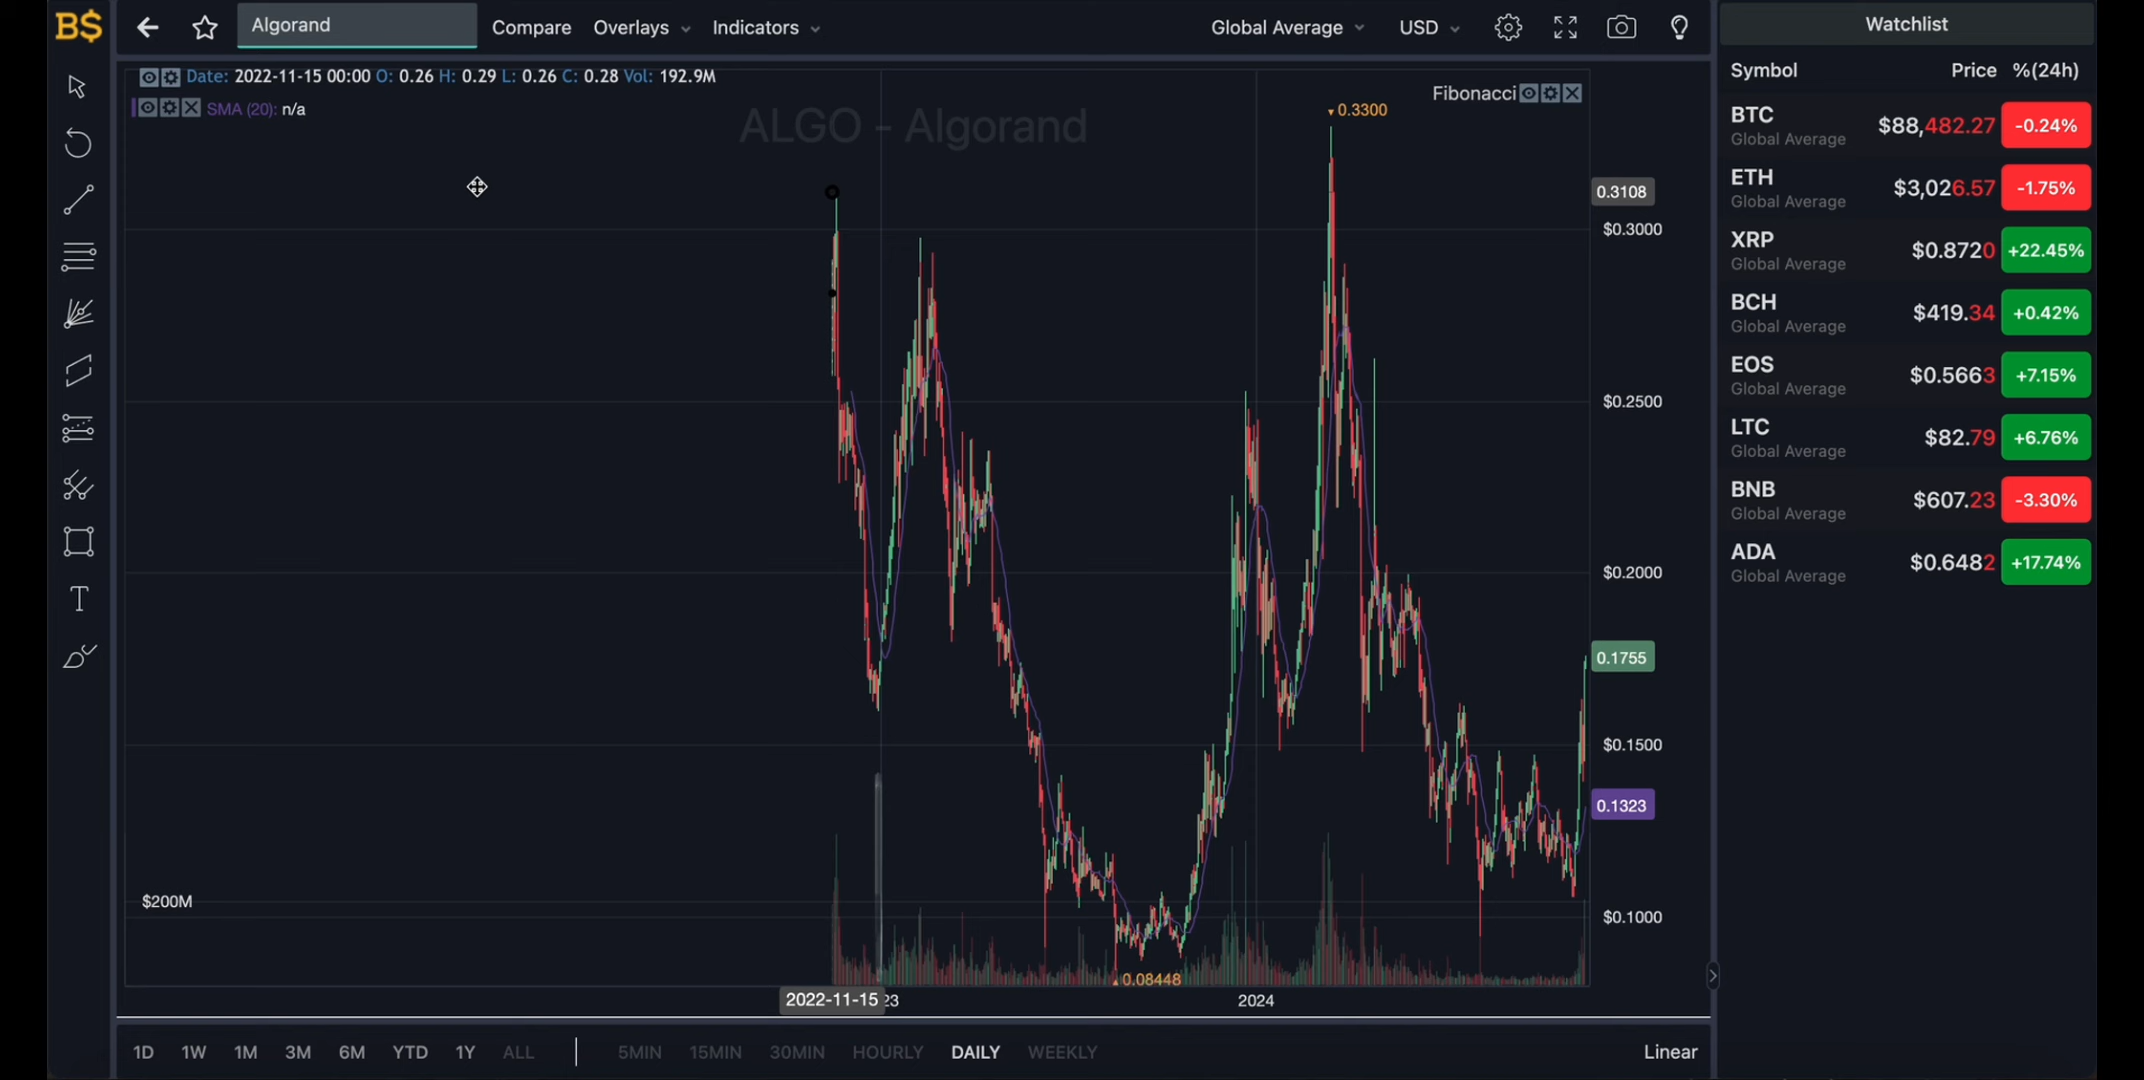 B$
Algorand
Compare
Overlays
Indicators
Global Average
USD
Date: 2022-11-15 00:00 O: 0.26 H: 0.29 L: 0.26 C: 0.28 Vol: 192.9M
SMA (20): n/a
ALGO - Algorand
Fibonacci
0.3300
0.3108
$0.3000
$0.2500
$0.2000
0.1755
$0.1500
0.1323
$0.1000
$200M
0.08448
2022-11-15 23
2024
1D 1W 1M 3M 6M YTD 1Y ALL
5MIN 15MIN 30MIN HOURLY DAILY WEEKLY
Linear
Watchlist
Symbol Price %(24h)
BTC $88,482.27 -0.24%
Global Average
ETH $3,026.57 -1.75%
Global Average
XRP $0.8720 +22.45%
Global Average
BCH $419.34 +0.42%
Global Average
EOS $0.5663 +7.15%
Global Average
LTC $82.79 +6.76%
Global Average
BNB $607.23 -3.30%
Global Average
ADA $0.6482 +17.74%
Global Average
T